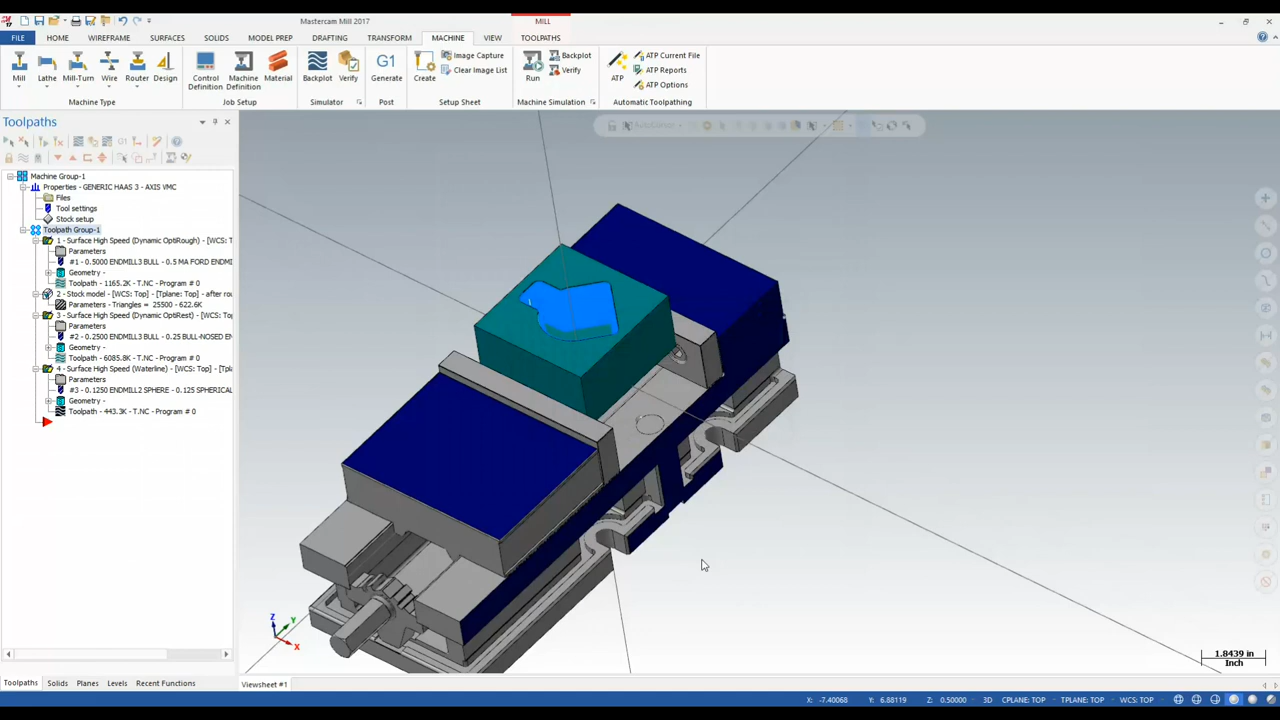 Mastercam Mill 2017
MILL
FILE HOME WIREFRAME SURFACES SOLIDS MODEL PREP DRAFTING TRANSFORM MACHINE VIEW TOOLPATHS
Mill Lathe Mill-Turn Wire Router Design
Machine Type
Control Definition Machine Definition Material
Job Setup
Backplot Verify
Simulator
G1
Generate
Post
Create Image Capture
Clear Image List
Setup Sheet
Run Backplot
Verify
Machine Simulation
ATP ATP Current File
ATP Reports
ATP Options
Automatic Toolpathing
Toolpaths
G1
Machine Group-1
Properties - GENERIC HAAS 3 - AXIS VMC
Files
Tool settings
Stock setup
Toolpath Group-1
1 - Surface High Speed (Dynamic OptiRough) - [WCS: T
Parameters
#1 - 0.5000 ENDMILL3 BULL - 0.5 MA FORD ENDMI
Geometry -
Toolpath - 1165.2K - T.NC - Program # 0
2 - Stock model - [WCS: Top] - [Tplane: Top] - after rou
Parameters - Triangles = 25500 - 622.6K
3 - Surface High Speed (Dynamic OptiRest) - [WCS: Top
Parameters
#2 - 0.2500 ENDMILL3 BULL - 0.25 BULL-NOSED EN
Geometry -
Toolpath - 6085.8K - T.NC - Program # 0
4 - Surface High Speed (Waterline) - [WCS: Top] - [Tpla
Parameters
#3 - 0.1250 ENDMILL2 SPHERE - 0.125 SPHERICAL
Geometry -
Toolpath - 443.3K - T.NC - Program # 0
Z
Y
X
1.8439 in
Inch
Toolpaths Solids Planes Levels Recent Functions
Viewsheet #1
X: -7.40068 Y: 6.88119 Z: 0.50000 3D CPLANE: TOP TPLANE: TOP WCS: TOP